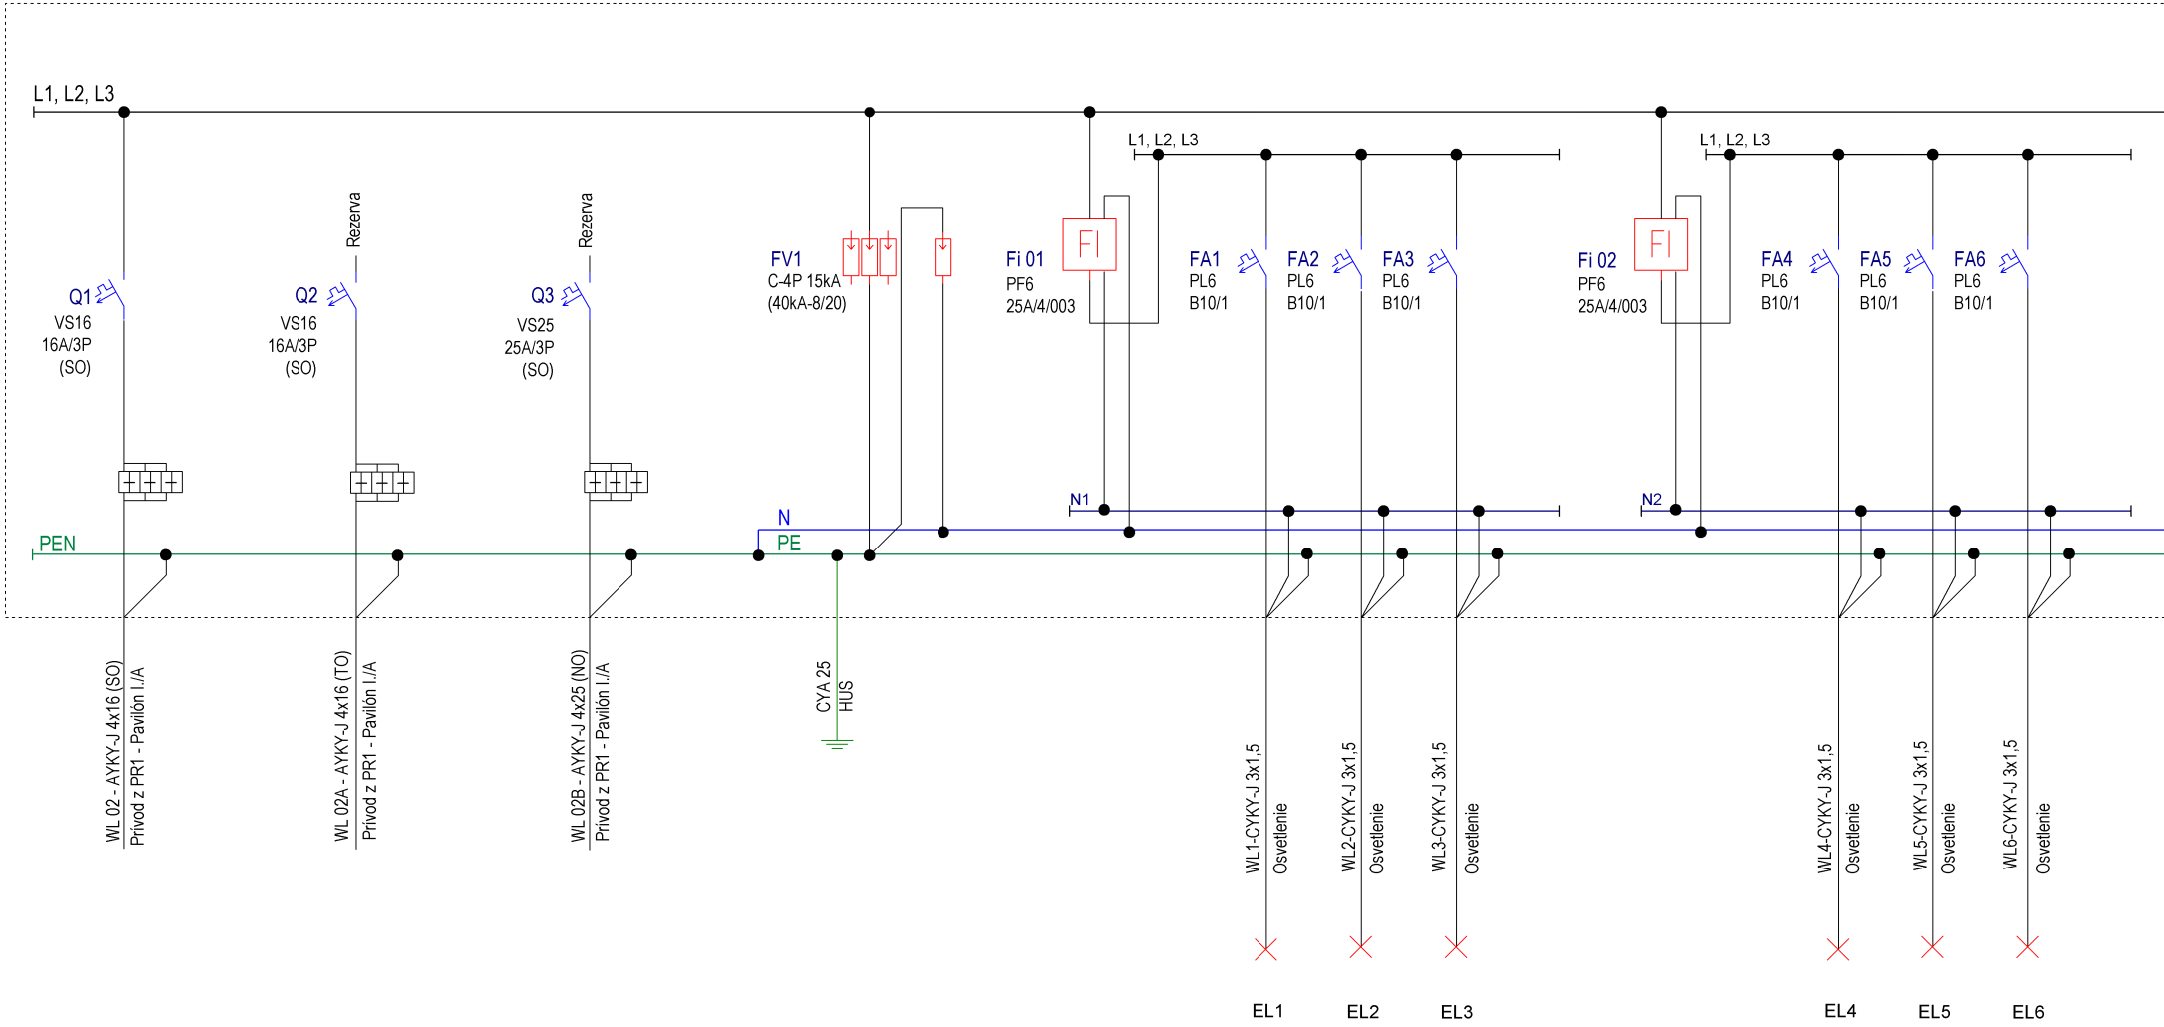 L1, L2, L3
L1, L2, L3
L1, L2, L3
Rezerva
Rezerva
Q1
VS16
16A/3P
(SO)
Q2
VS16
16A/3P
(SO)
Q3
VS25
25A/3P
(SO)
FV1
C-4P 15kA
(40kA-8/20)
Fi 01
PF6
25A/4/003
FI
FA1
PL6
B10/1
FA2
PL6
B10/1
FA3
PL6
B10/1
Fi 02
PF6
25A/4/003
FI
FA4
PL6
B10/1
FA5
PL6
B10/1
FA6
PL6
B10/1
N1
N2
N
PEN
PE
WL 02 - AYKY-J 4x16 (SO)
Prívod z PR1 - Pavilón I./A
WL 02A - AYKY-J 4x16 (TO)
Prívod z PR1 - Pavilón I./A
WL 02B - AYKY-J 4x25 (NO)
Prívod z PR1 - Pavilón I./A
CYA 25
HUS
WL1-CYKY-J 3x1,5
Osvetlenie
WL2-CYKY-J 3x1,5
Osvetlenie
WL3-CYKY-J 3x1,5
Osvetlenie
WL4-CYKY-J 3x1,5
Osvetlenie
WL5-CYKY-J 3x1,5
Osvetlenie
WL6-CYKY-J 3x1,5
Osvetlenie
EL1
EL2
EL3
EL4
EL5
EL6